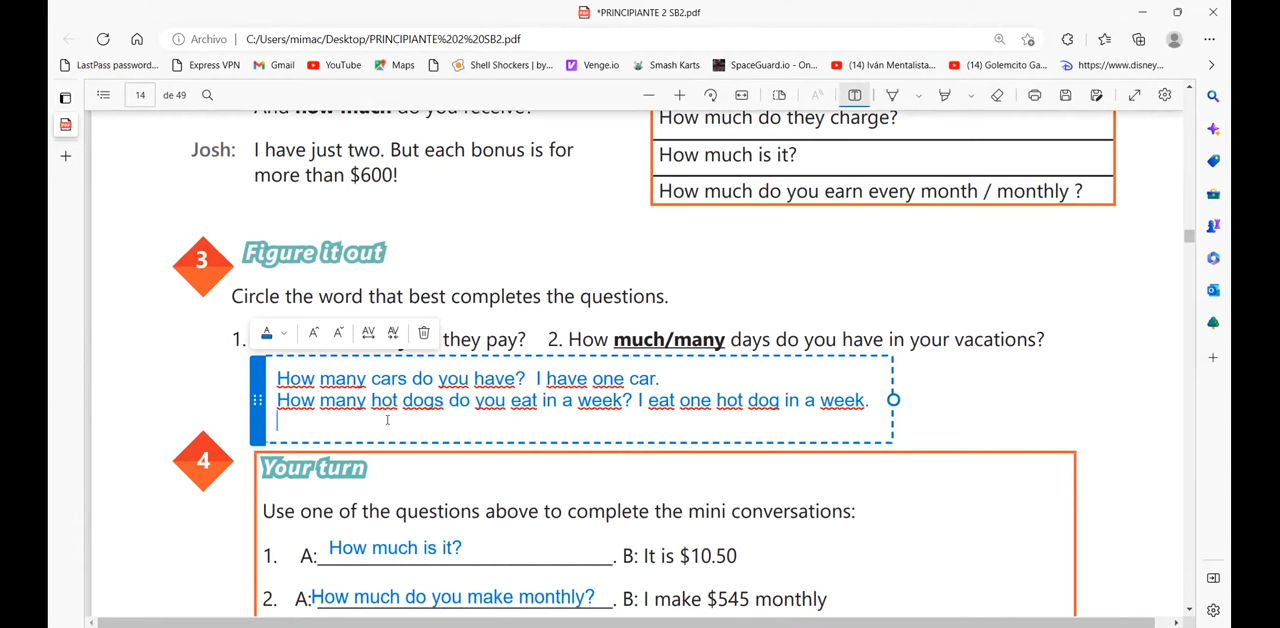 *PRINCIPIANTE 2 SB2.pdf
Archivo
C:/Users/mimac/Desktop/PRINCIPIANTE%202%20SB2.pdf
LastPass password...
Express VPN
Gmail
YouTube
Maps
Shell Shockers | by...
Venge.io
Smash Karts
SpaceGuard.io - On...
(14) Iván Mentalista...
(14) Golemcito Ga...
https://www.disney...
14
de 49
And how much do you receive?
Josh: I have just two. But each bonus is for
more than $600!
How much do they charge?
How much is it?
How much do you earn every month / monthly ?
3
Figure it out
Circle the word that best completes the questions.
1. they pay? 2. How much/many days do you have in your vacations?
How many cars do you have? I have one car.
How many hot dogs do you eat in a week? I eat one hot dog in a week.
4
Your turn
Use one of the questions above to complete the mini conversations:
1. A: How much is it? . B: It is $10.50
2. A: How much do you make monthly? . B: I make $545 monthly